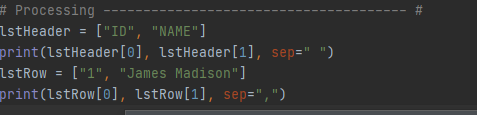 # Processing -------------------------------------- #
lstHeader = ["ID", "NAME"]
print(lstHeader[0], lstHeader[1], sep=" ")
lstRow = ["1", "James Madison"]
print(lstRow[0], lstRow[1], sep=",")